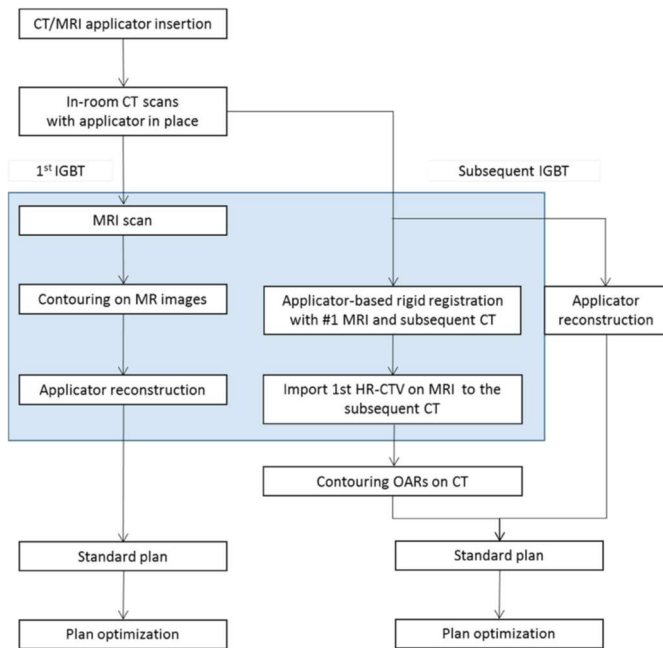 CT/MRI applicator insertion
In-room CT scans
with applicator in place
1st IGBT
Subsequent IGBT
MRI scan
Contouring on MR images
Applicator-based rigid registration
with #1 MRI and subsequent CT
Applicator
reconstruction
Applicator reconstruction
Import 1st HR-CTV on MRI to the
subsequent CT
Contouring OARs on CT
Standard plan
Standard plan
Plan optimization
Plan optimization